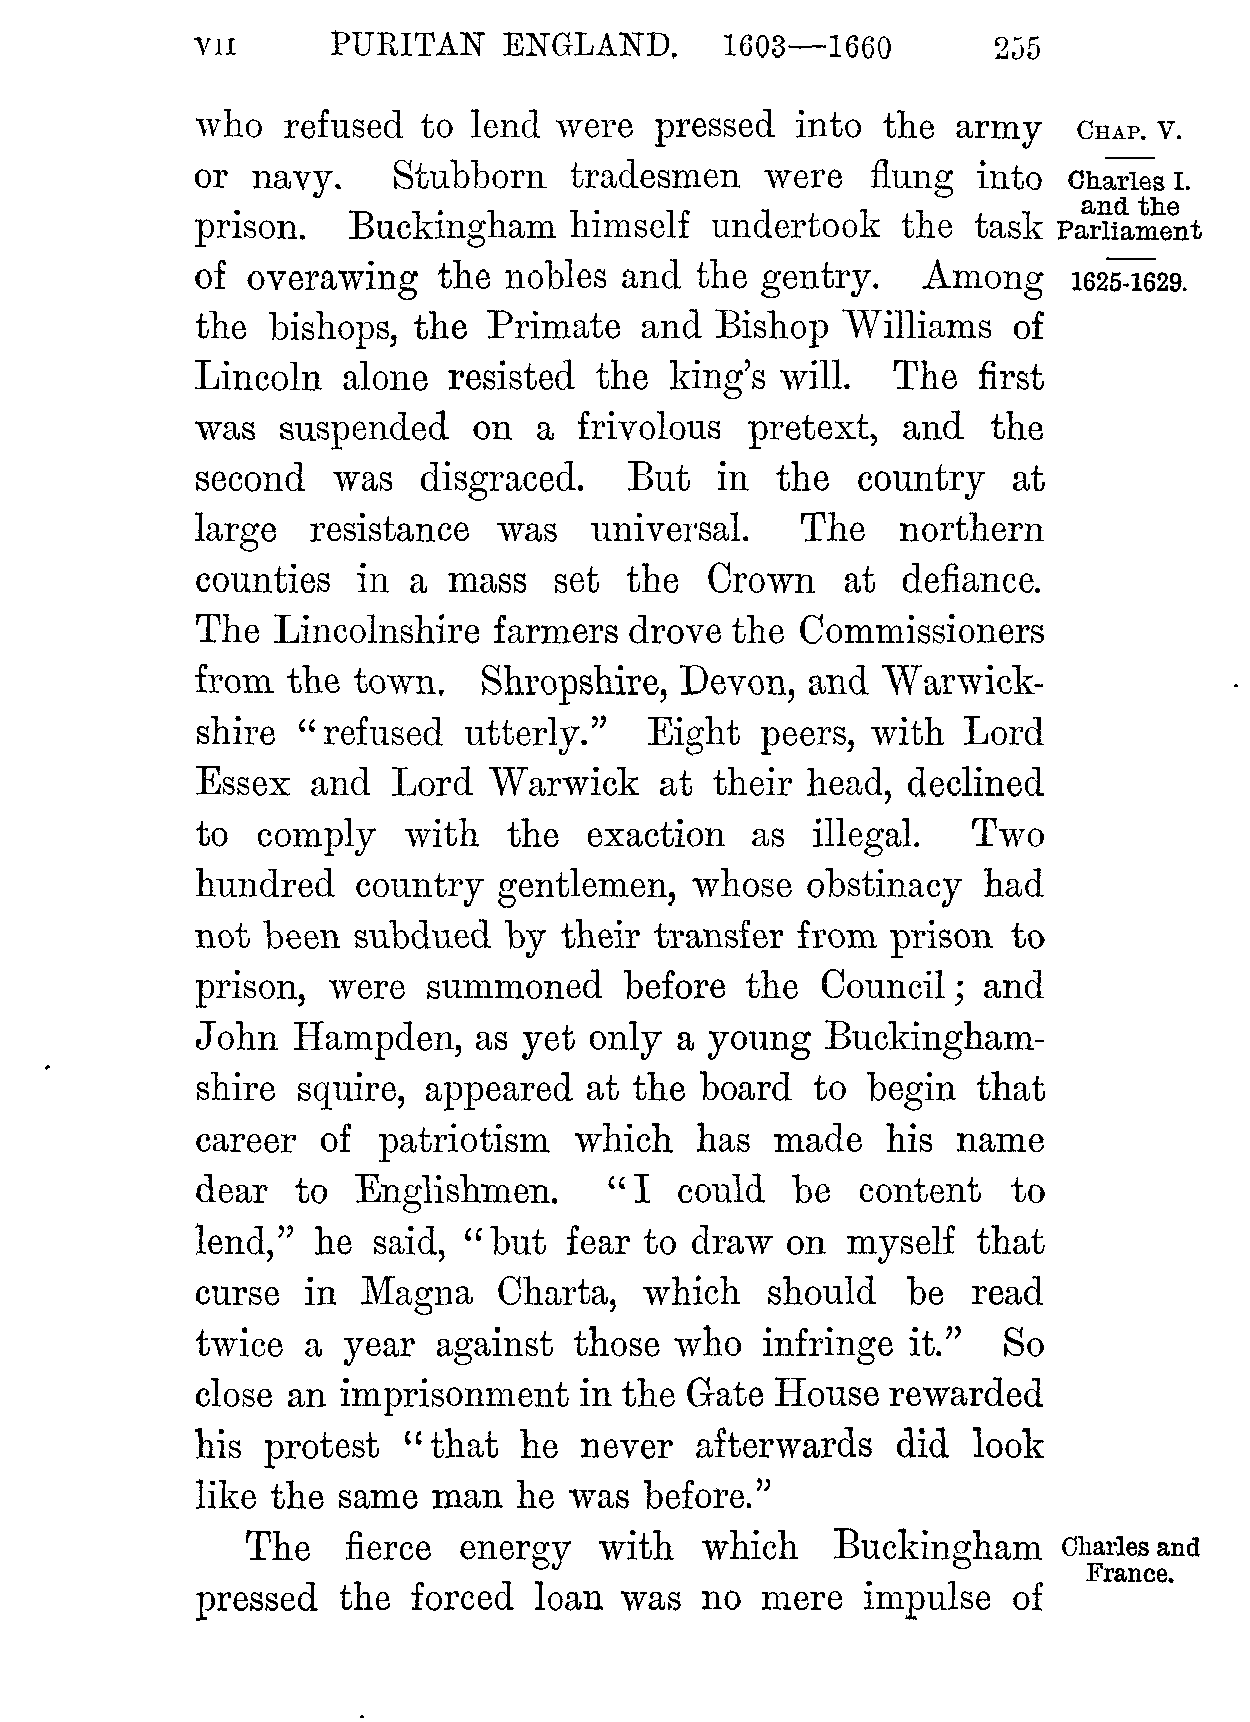 VII PURITAN ENGLAND. 1603—1660 255
who refused to lend were pressed into the army
or navy. Stubborn tradesmen were flung into
prison. Buckingham himself undertook the task
of overawing the nobles and the gentry. Among
the bishops, the Primate and Bishop Williams of
Lincoln alone resisted the king's will. The first
was suspended on a frivolous pretext, and the
second was disgraced. But in the country at
large resistance was universal. The northern
counties in a mass set the Crown at defiance.
The Lincolnshire farmers drove the Commissioners
from the town. Shropshire, Devon, and Warwick-
shire “refused utterly.” Eight peers, with Lord
Essex and Lord Warwick at their head, declined
to comply with the exaction as illegal. Two
hundred country gentlemen, whose obstinacy had
not been subdued by their transfer from prison to
prison, were summoned before the Council; and
John Hampden, as yet only a young Buckingham-
shire squire, appeared at the board to begin that
career of patriotism which has made his name
dear to Englishmen. “I could be content to
lend,” he said, “but fear to draw on myself that
curse in Magna Charta, which should be read
twice a year against those who infringe it.” So
close an imprisonment in the Gate House rewarded
his protest “that he never afterwards did look
like the same man he was before.”
The fierce energy with which Buckingham
pressed the forced loan was no mere impulse of
CHAP. V.
Charles I.
and the
Parliament
1625-1629.
Charles and
France.